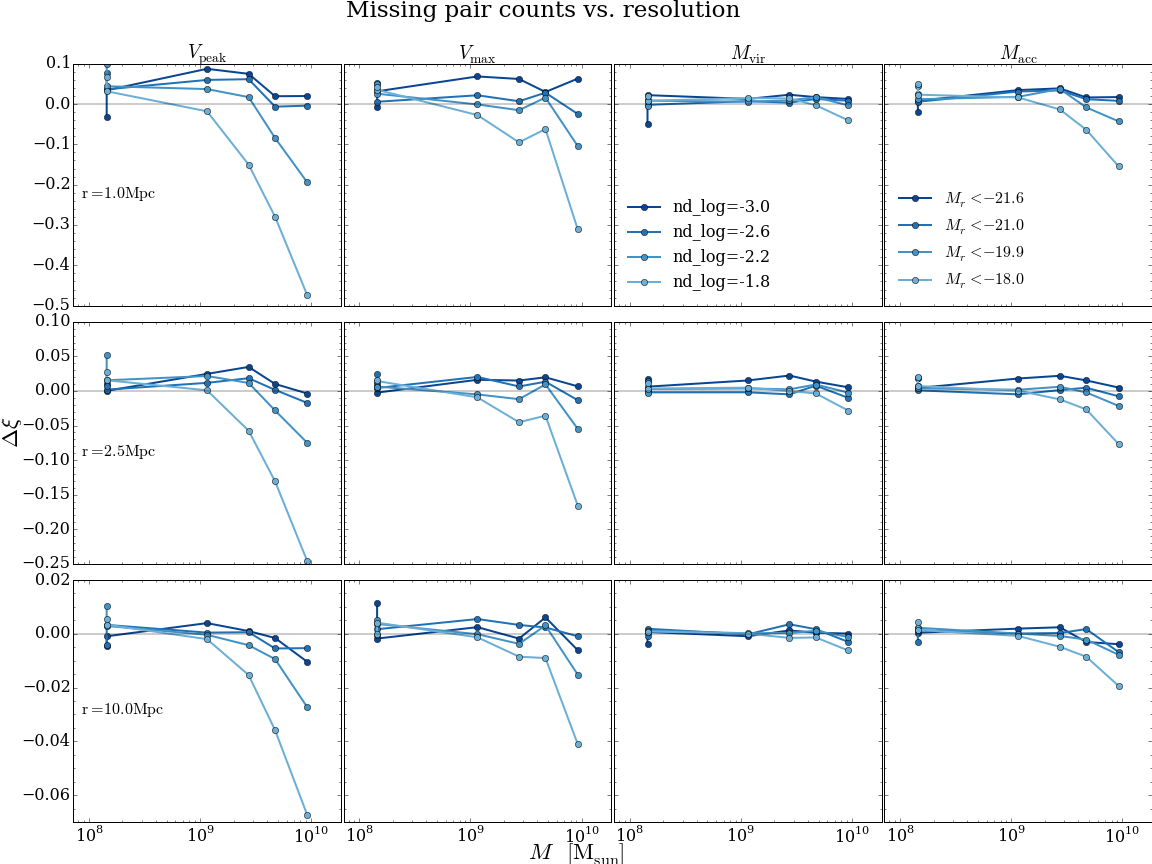 Missing pair counts vs. resolution
V_peak V_max M_vir M_acc
0.1
0.0
−0.1
−0.2
−0.3
−0.4
−0.5
r =1.0Mpc
nd_log=-3.0
nd_log=-2.6
nd_log=-2.2
nd_log=-1.8
M_r <−21.6
M_r <−21.0
M_r <−19.9
M_r <−18.0
0.10
0.05
0.00
−0.05
−0.10
−0.15
−0.20
−0.25
r =2.5Mpc
Δξ
0.02
0.00
−0.02
−0.04
−0.06
r =10.0Mpc
10^8 10^9 10^10 10^8 10^9 10^10 10^8 10^9 10^10 10^8 10^9 10^10
M [M_sun]